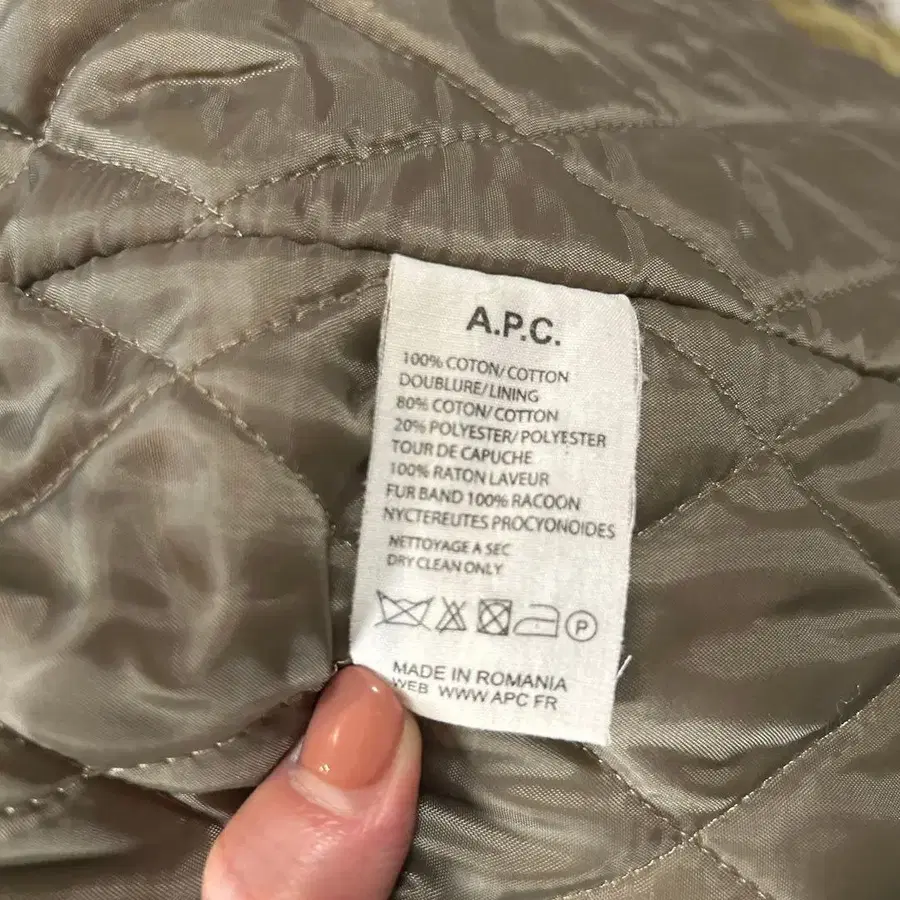 A.P.C.
100% COTON/COTTON
DOUBLURE/LINING
80% COTON/COTTON
20% POLYESTER/POLYESTER
TOUR DE CAPUCHE
100% RATON LAVEUR
FUR BAND 100% RACOON
NYCTEREUTES PROCYONOIDES
NETTOYAGE A SEC
DRY CLEAN ONLY
P
MADE IN ROMANIA
WEB WWW APC FR